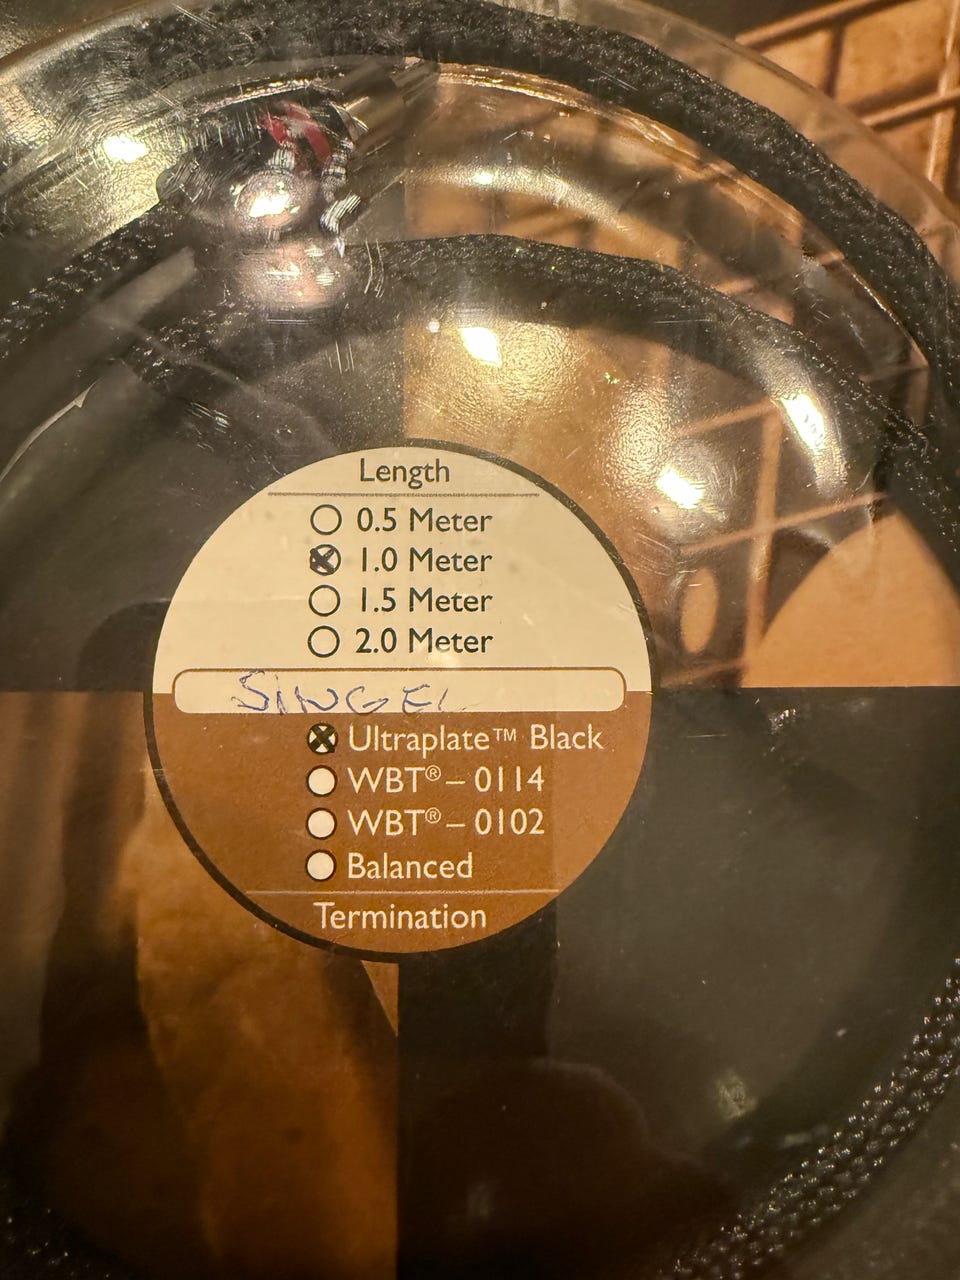 Length
0.5 Meter
1.0 Meter
1.5 Meter
2.0 Meter
SINGEL
Ultraplate™ Black
WBT® – 0114
WBT® – 0102
Balanced
Termination